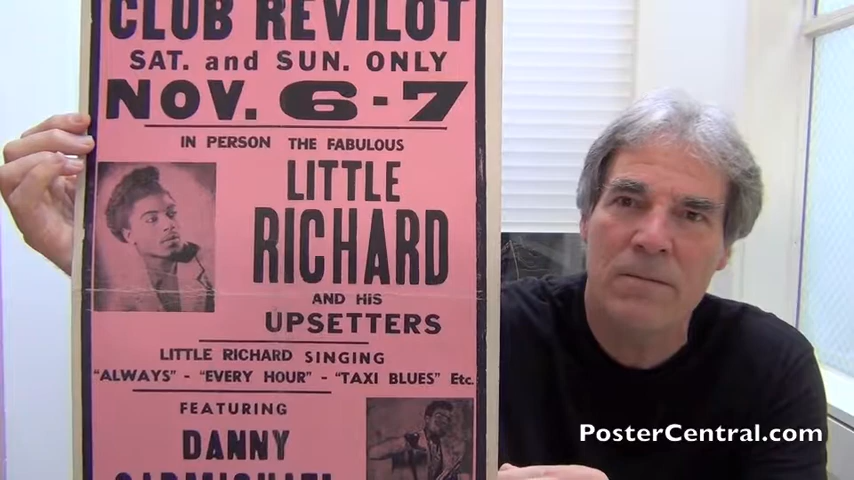 CLUB REVILOT
SAT. and SUN. ONLY
NOV. 6-7
IN PERSON THE FABULOUS
LITTLE
RICHARD
AND HIS
UPSETTERS
LITTLE RICHARD SINGING
"ALWAYS" - "EVERY HOUR" - "TAXI BLUES" Etc.
FEATURING
DANNY
PosterCentral.com